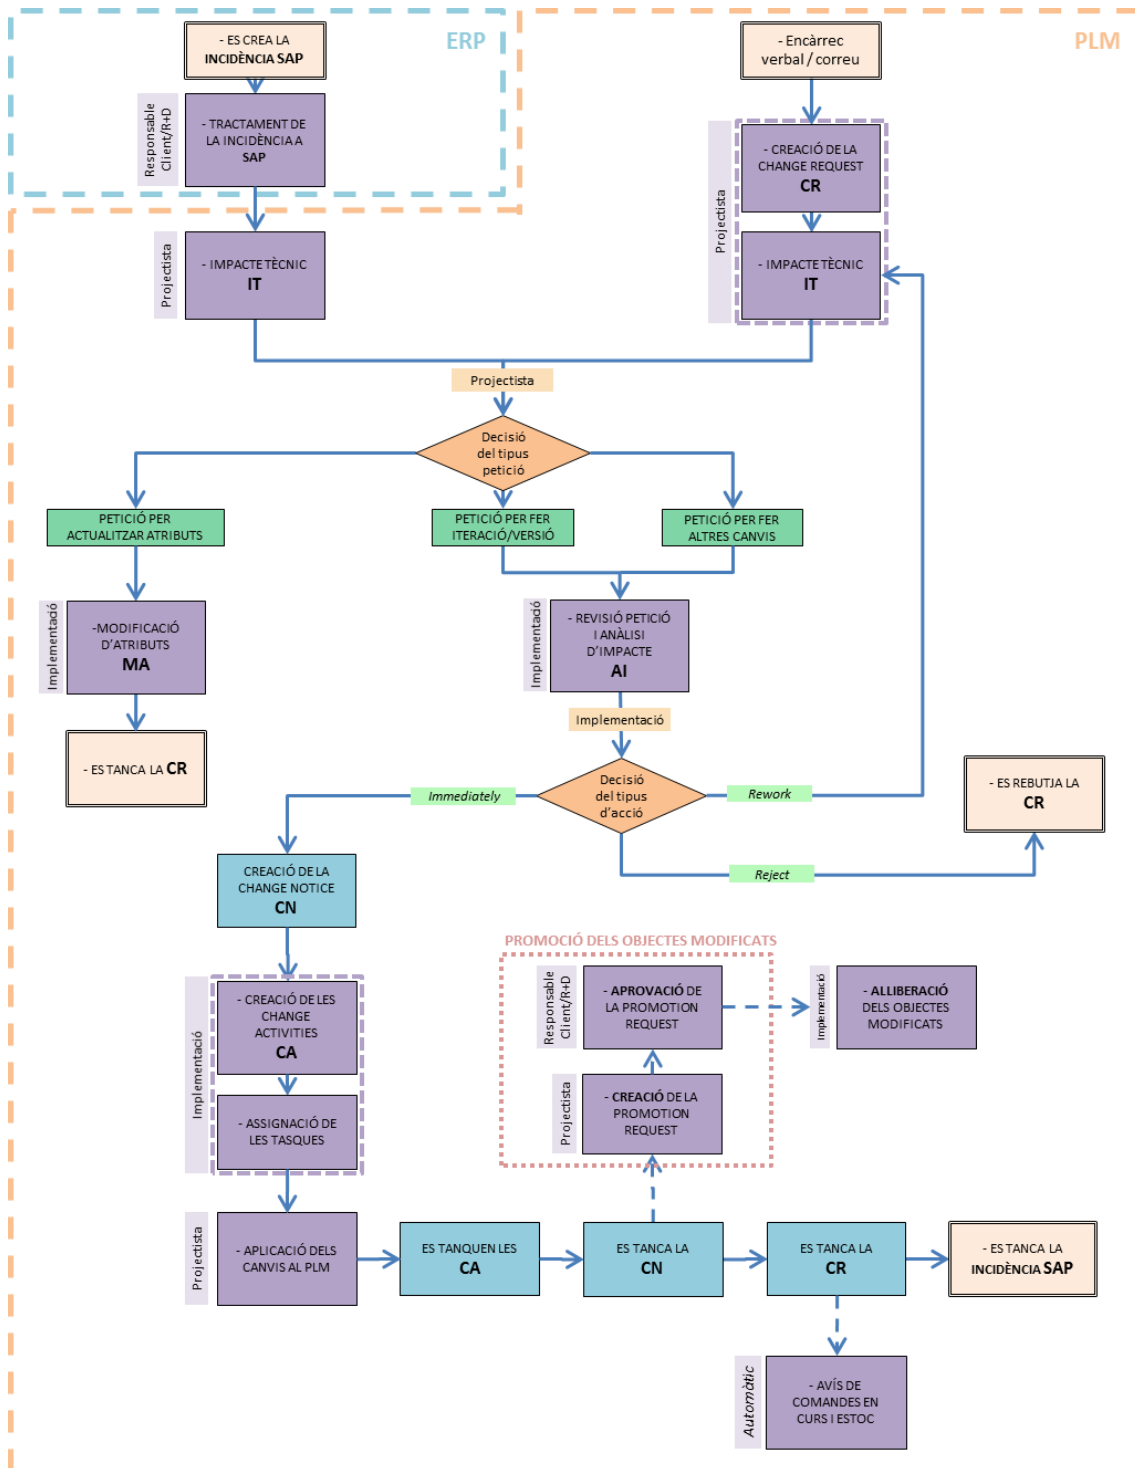 ERP
PLM
- ES CREA LA
INCIDÈNCIA SAP
- Encàrrec
verbal / correu
Responsable
Client/R+D
- TRACTAMENT DE
LA INCIDÈNCIA A
SAP
Projectista
- CREACIÓ DE LA
CHANGE REQUEST
CR
Projectista
- IMPACTE TÈCNIC
IT
- IMPACTE TÈCNIC
IT
Projectista
Decisió
del tipus
petició
PETICIÓ PER
ACTUALITZAR ATRIBUTS
PETICIÓ PER FER
ITERACIÓ/VERSIÓ
PETICIÓ PER FER
ALTRES CANVIS
Implementació
-MODIFICACIÓ
D'ATRIBUTS
MA
Implementació
- REVISIÓ PETICIÓ
I ANÀLISI
D'IMPACTE
AI
Implementació
- ES TANCA LA CR
Decisió
del tipus
d'acció
Immediately
Rework
- ES REBUTJA LA
CR
Reject
CREACIÓ DE LA
CHANGE NOTICE
CN
PROMOCIÓ DELS OBJECTES MODIFICATS
Responsable
Client/R+D
- APROVACIÓ DE
LA PROMOTION
REQUEST
Implementació
- ALLIBERACIÓ
DELS OBJECTES
MODIFICATS
Implementació
- CREACIÓ DE LES
CHANGE
ACTIVITIES
CA
Projectista
- CREACIÓ DE LA
PROMOTION
REQUEST
- ASSIGNACIÓ DE
LES TASQUES
Projectista
- APLICACIÓ DELS
CANVIS AL PLM
ES TANQUEN LES
CA
ES TANCA LA
CN
ES TANCA LA
CR
- ES TANCA LA
INCIDÈNCIA SAP
Automàtic
- AVÍS DE
COMANDES EN
CURS I ESTOC